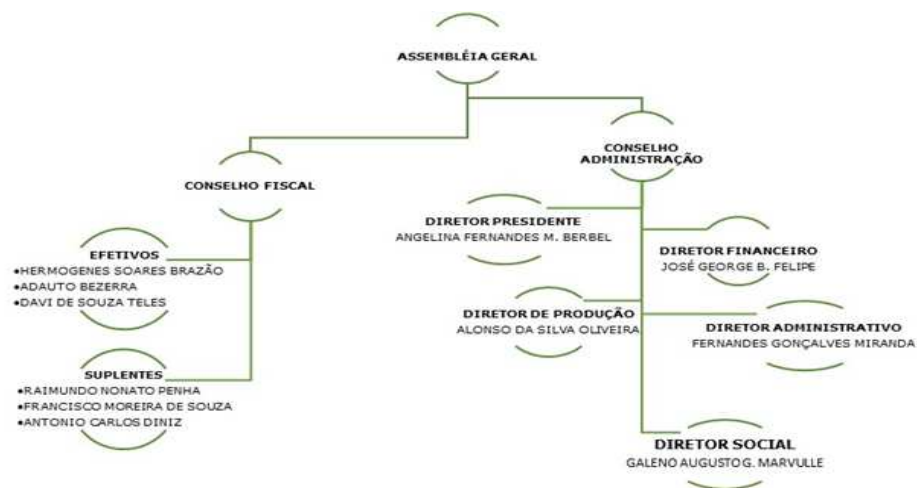 ASSEMBLÉIA GERAL
CONSELHO FISCAL
EFETIVOS
•HERMOGENES SOARES BRAZÃO
•ADAUTO BEZERRA
•DAVI DE SOUZA TELES
SUPLENTES
•RAIMUNDO NONATO PENHA
•FRANCISCO MOREIRA DE SOUZA
•ANTONIO CARLOS DINIZ
CONSELHO
ADMINISTRAÇÃO
DIRETOR PRESIDENTE
ANGELINA FERNANDES M. BERBEL
DIRETOR FINANCEIRO
JOSÉ GEORGE B. FELIPE
DIRETOR DE PRODUÇÃO
ALONSO DA SILVA OLIVEIRA
DIRETOR ADMINISTRATIVO
FERNANDES GONÇALVES MIRANDA
DIRETOR SOCIAL
GALENO AUGUSTO G. MARVULLE